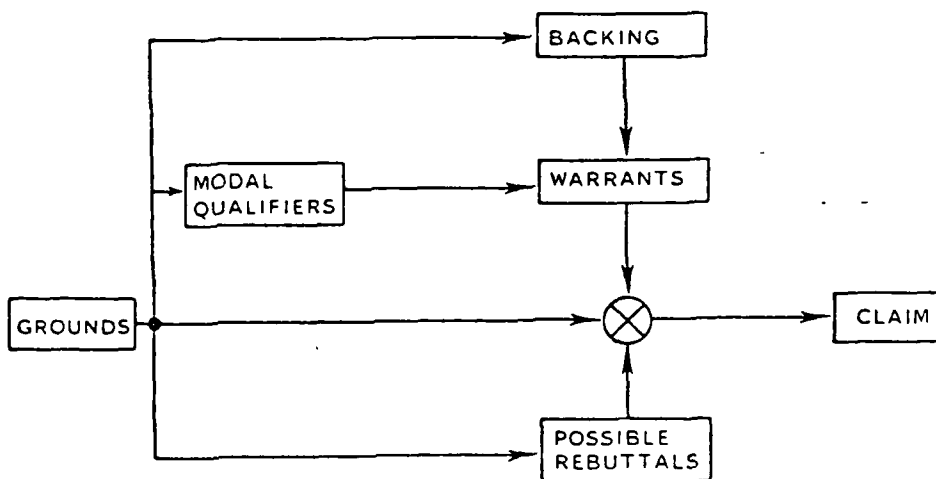 BACKING
MODAL
QUALIFIERS
WARRANTS
GROUNDS
CLAIM
POSSIBLE
REBUTTALS